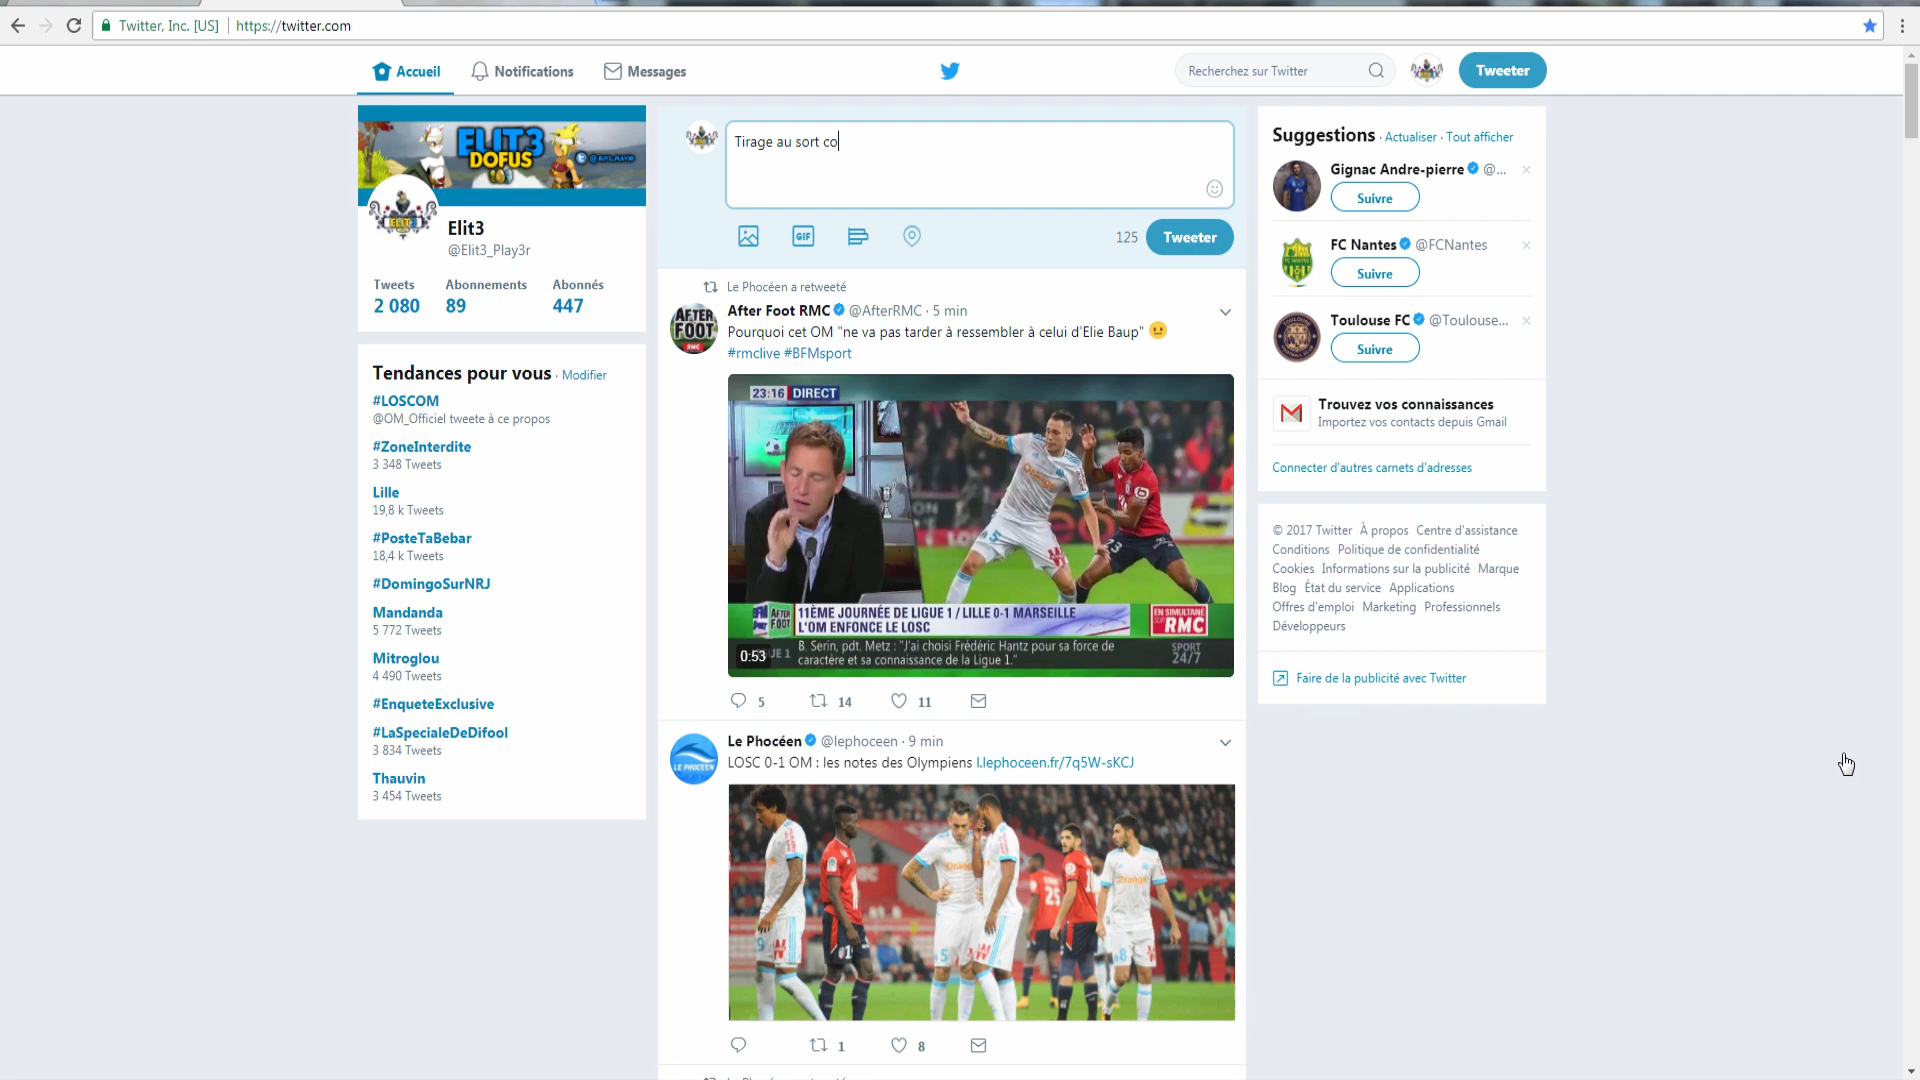 Twitter, Inc. [US] https://twitter.com
Accueil Notifications Messages
Recherchez sur Twitter
Tweeter
ELIT3
DOFUS
Elit3
@Elit3_Play3r
Tweets Abonnements Abonnés
2 080 89 447
Tendances pour vous · Modifier
#LOSCOM
@OM_Officiel tweete à ce propos
#ZoneInterdite
3 348 Tweets
Lille
19,8 k Tweets
#PosteTaBebar
18,4 k Tweets
#DomingoSurNRJ
Mandanda
5 772 Tweets
Mitroglou
4 490 Tweets
#EnqueteExclusive
#LaSpecialeDeDifool
3 834 Tweets
Thauvin
3 454 Tweets
Tirage au sort co
GIF
125 Tweeter
Le Phocéen a retweeté
AFTER FOOT RMC
After Foot RMC @AfterRMC · 5 min
Pourquoi cet OM "ne va pas tarder à ressembler à celui d'Elie Baup" 😐
#rmclive #BFMsport
23:16 DIRECT
11ÈME JOURNÉE DE LIGUE 1 / LILLE 0-1 MARSEILLE
L'OM ENFONCE LE LOSC
EN SIMULTANÉ SUR RMC
B. Serin, pdt. Metz : "J'ai choisi Frédéric Hantz pour sa force de
caractère et sa connaissance de la Ligue 1."
0:53
SPORT
24/7
5 14 11
LE PHOCEEN
Le Phocéen @lephoceen · 9 min
LOSC 0-1 OM : les notes des Olympiens l.lephoceen.fr/7q5W-sKCJ
1 8
Suggestions · Actualiser · Tout afficher
Gignac Andre-pierre @...
Suivre
FC Nantes @FCNantes
Suivre
Toulouse FC @Toulouse...
Suivre
Trouvez vos connaissances
Importez vos contacts depuis Gmail
Connecter d'autres carnets d'adresses
© 2017 Twitter À propos Centre d'assistance
Conditions Politique de confidentialité
Cookies Informations sur la publicité Marque
Blog État du service Applications
Offres d'emploi Marketing Professionnels
Développeurs
Faire de la publicité avec Twitter